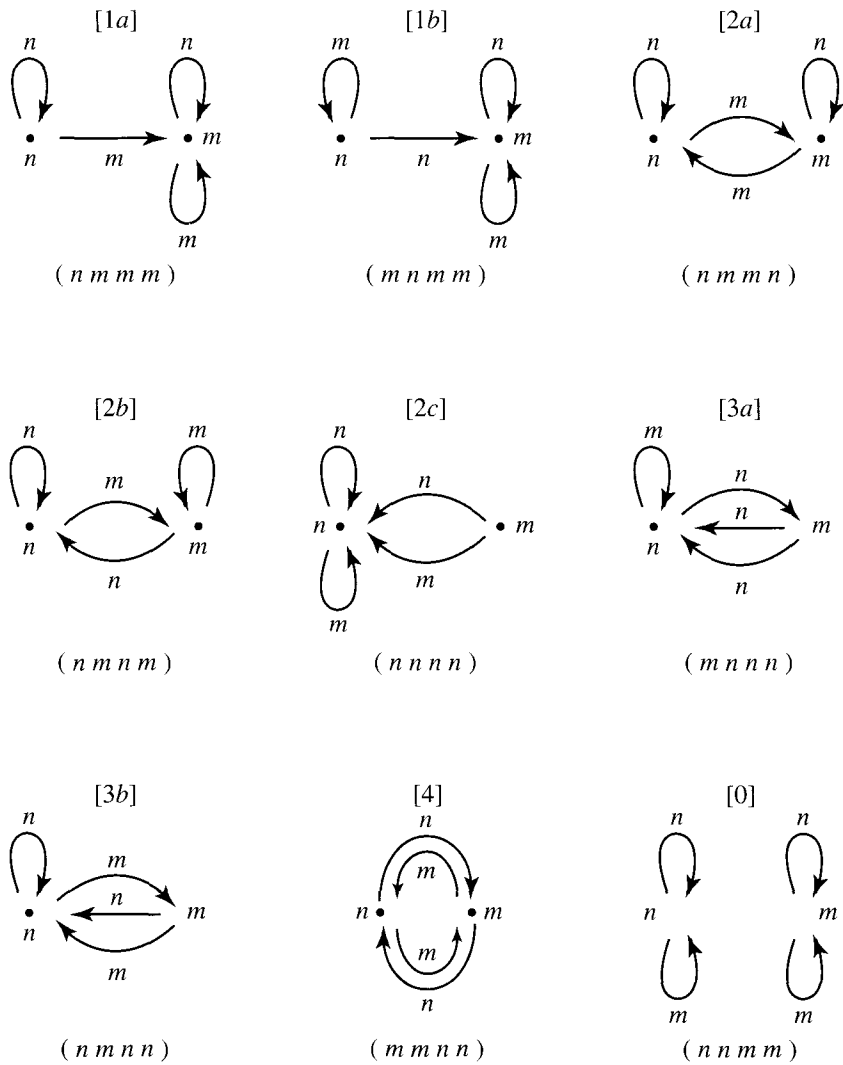 [1a] [1b] [2a]
n n m n n n
m m m
n m n n m m
m m m
( n m m m ) ( m n m m ) ( n m m n )
[2b] [2c] [3a]
n m n m
m n n
n m n m n n m
n m n
m
( n m n m ) ( n n n n ) ( m n n n )
[3b] [4] [0]
n n n n
m m
n m n m n m
n m
m n m m
( n m n n ) ( m m n n ) ( n n m m )